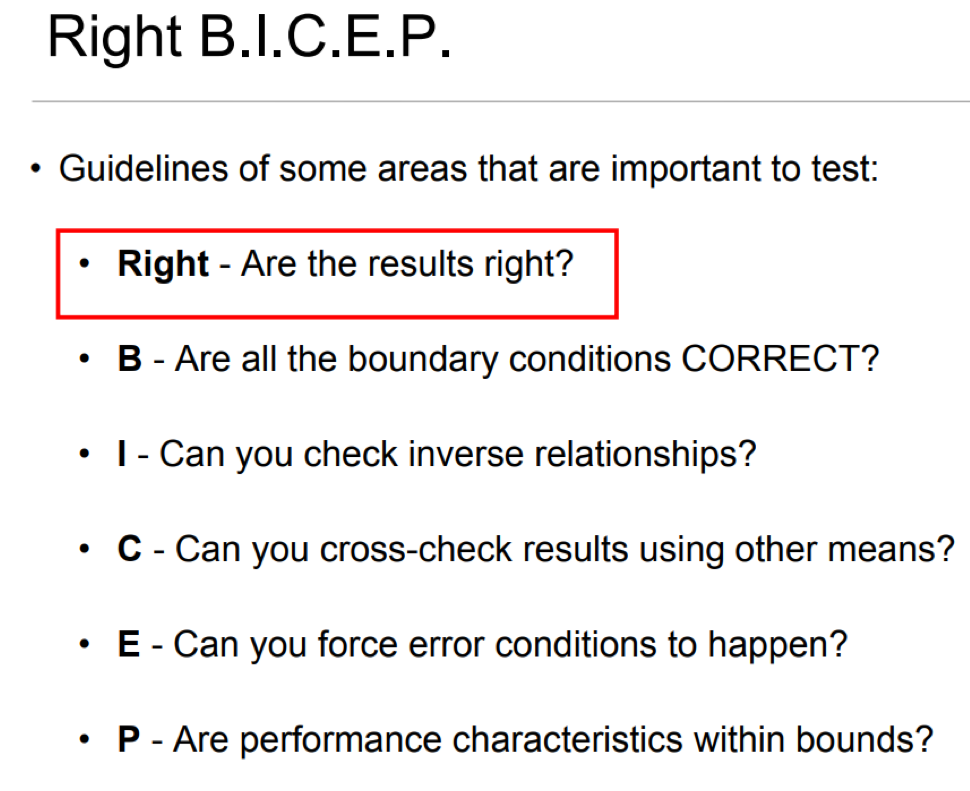 Right B.I.C.E.P.
• Guidelines of some areas that are important to test:
• Right - Are the results right?
• B - Are all the boundary conditions CORRECT?
• I - Can you check inverse relationships?
• C - Can you cross-check results using other means?
• E - Can you force error conditions to happen?
• P - Are performance characteristics within bounds?